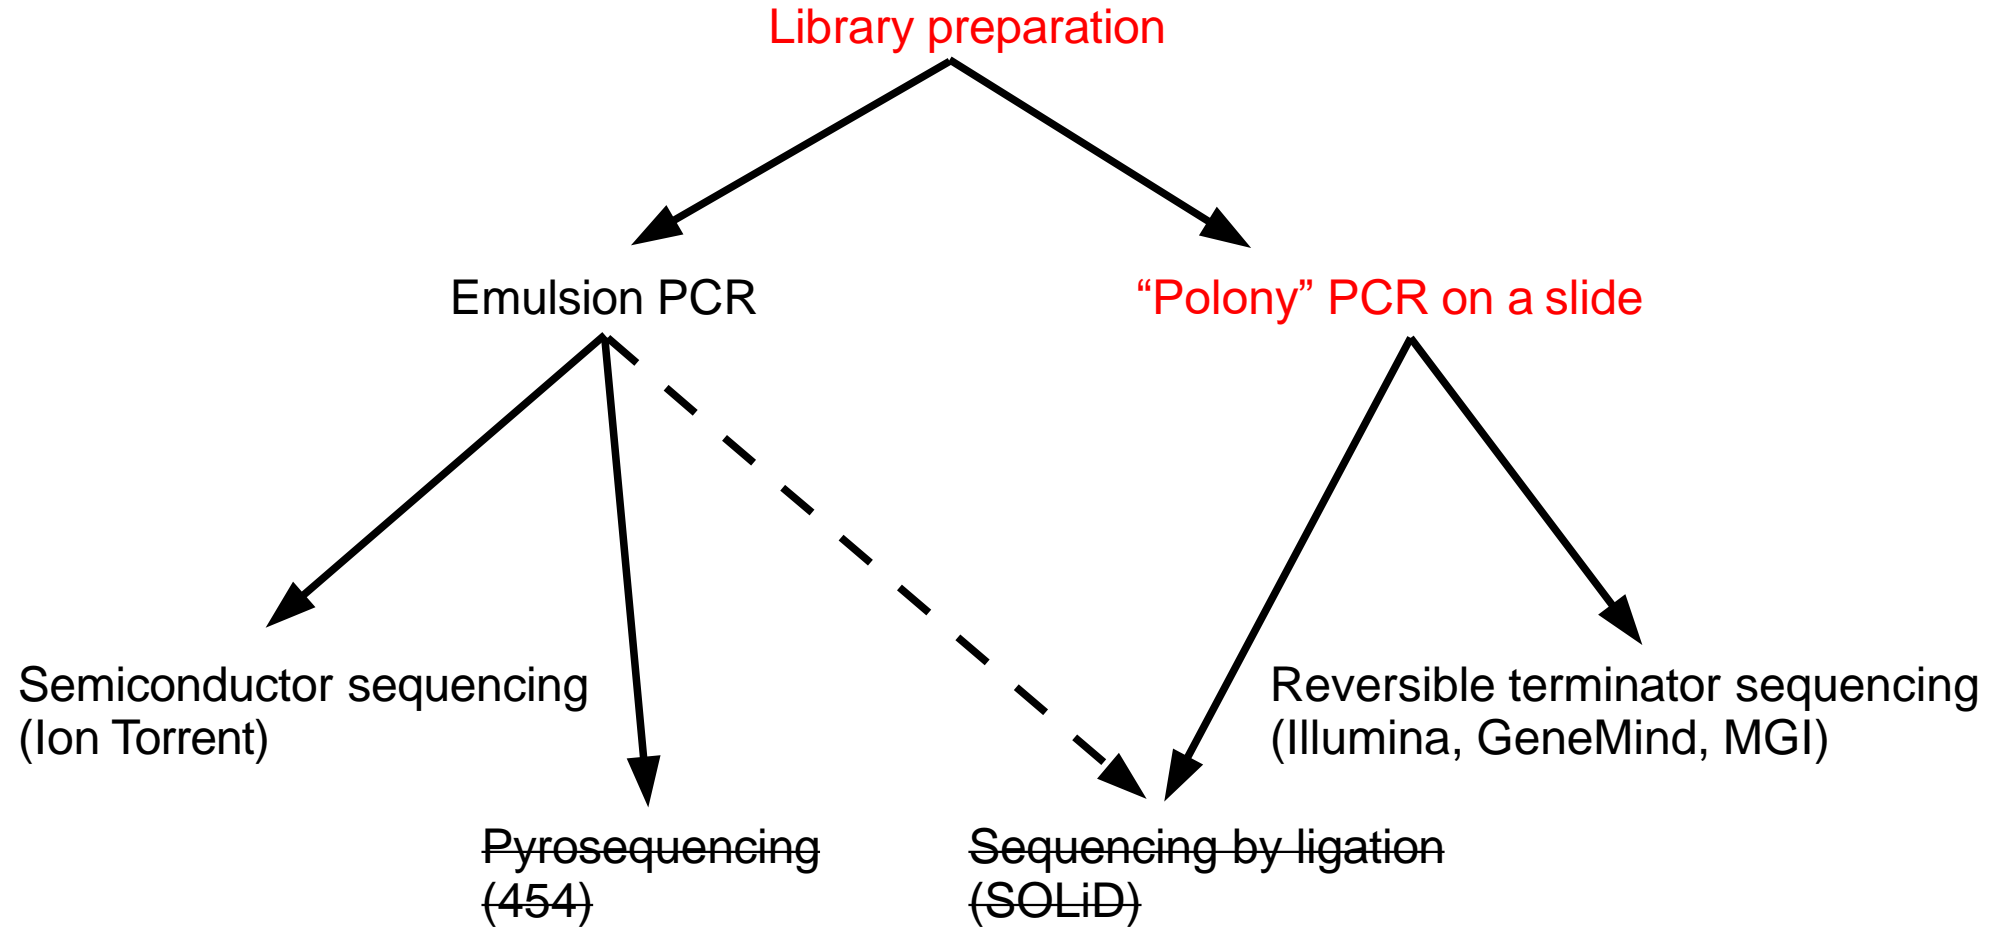 Library preparation
Emulsion PCR
“Polony” PCR on a slide
Semiconductor sequencing
(Ion Torrent)
Reversible terminator sequencing
(Illumina, GeneMind, MGI)
Pyrosequencing
(454)
Sequencing by ligation
(SOLiD)